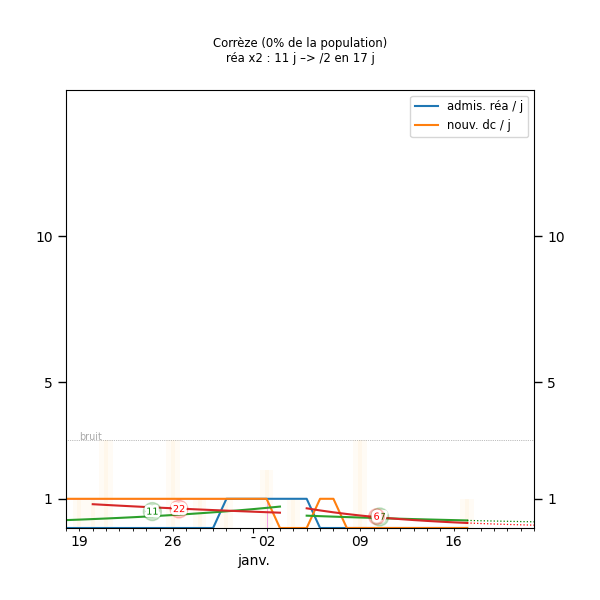 Corrèze (0% de la population)
réa x2 : 11 j –> /2 en 17 j
admis. réa / j
nouv. dc / j
10
10
5
5
bruit
1
1
11
22
67
19
26
02
09
16
janv.